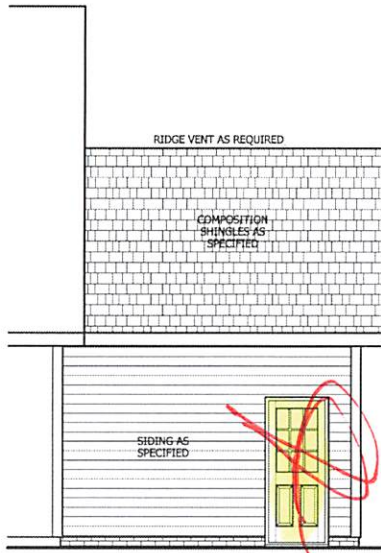 RIDGE VENT AS REQUIRED
COMPOSITION
SHINGLES AS
SPECIFIED
SIDING AS
SPECIFIED